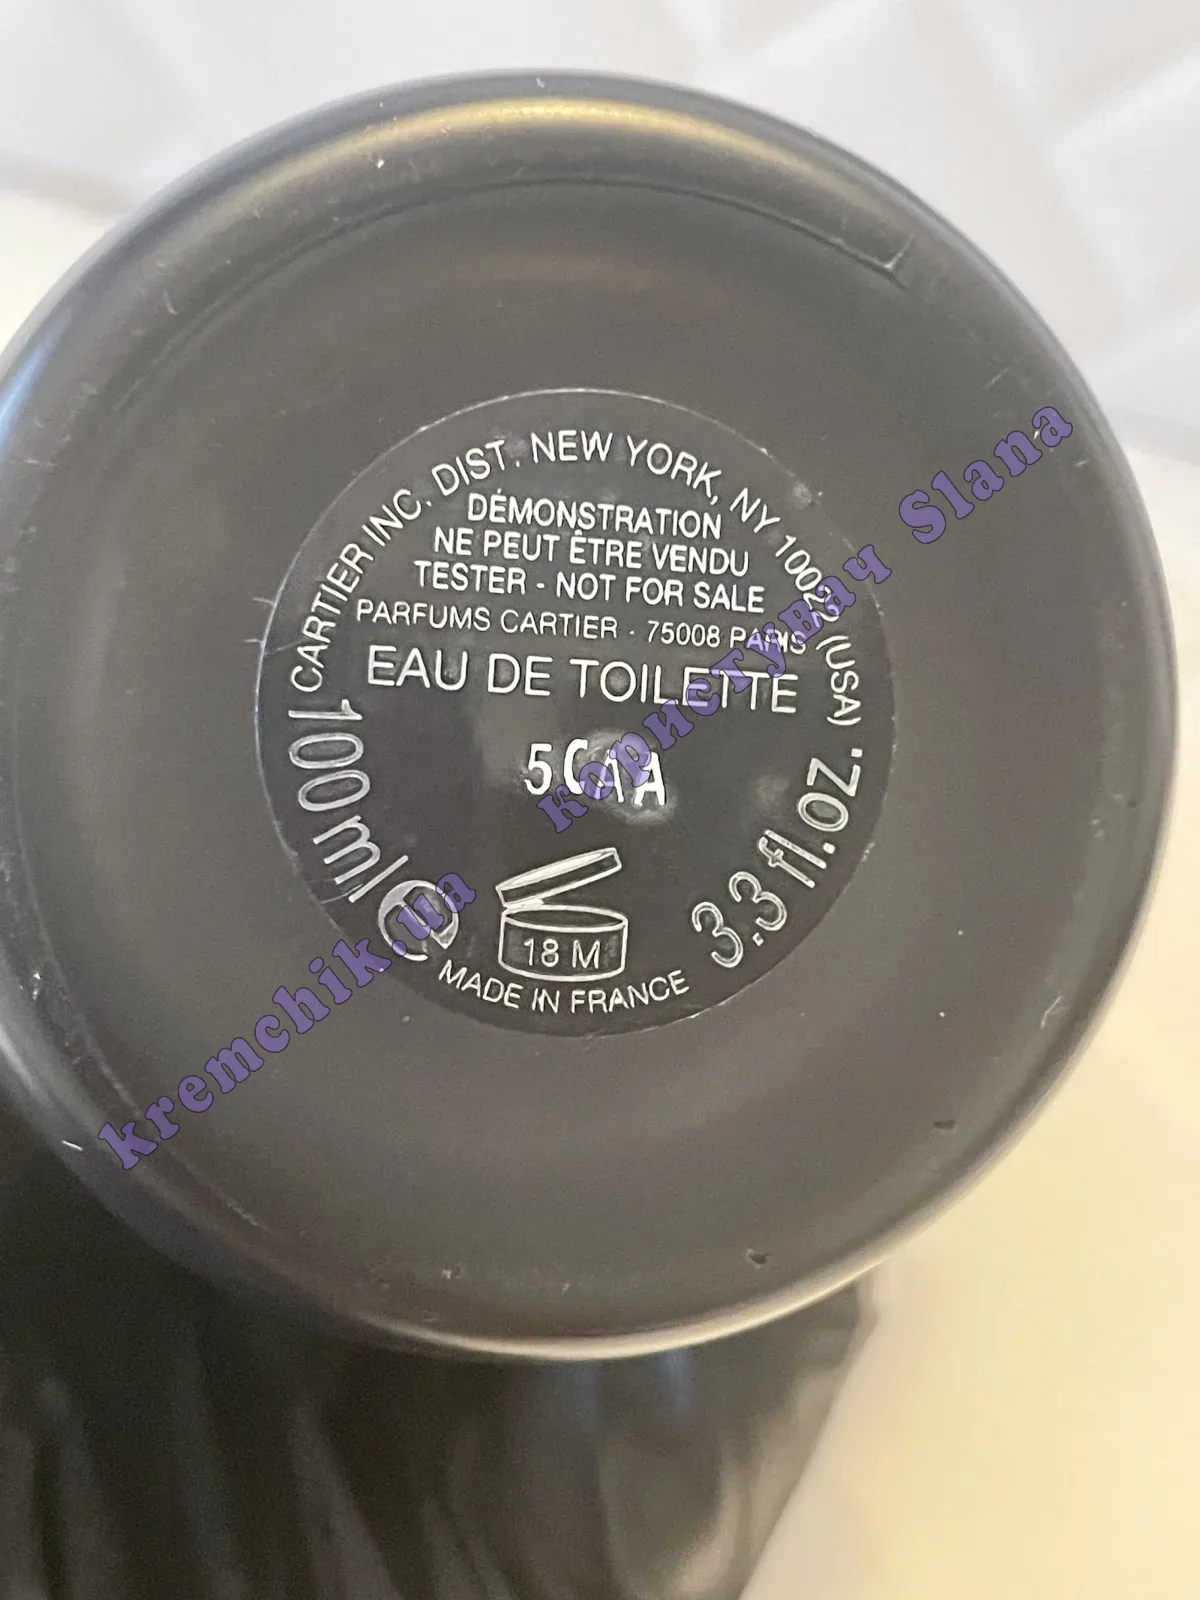 CARTIER INC. DIST. NEW YORK, NY 10022 (USA)
DÉMONSTRATION
NE PEUT ÊTRE VENDU
TESTER - NOT FOR SALE
PARFUMS CARTIER - 75008 PARIS
EAU DE TOILETTE
100 ml e
3.3 fl.oz.
18 M
MADE IN FRANCE
kremchik.ua користувач Slana